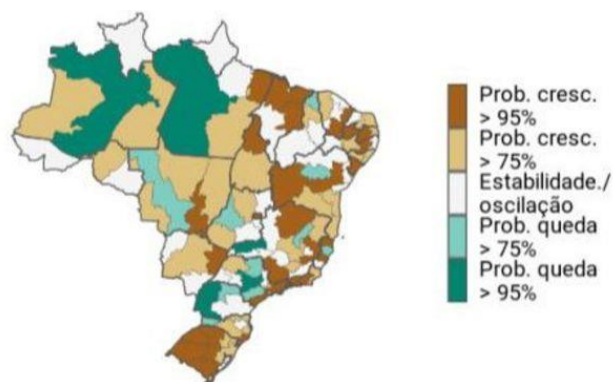 Prob. cresc.
> 95%
Prob. cresc.
> 75%
Estabilidade./
oscilação
Prob. queda
> 75%
Prob. queda
> 95%